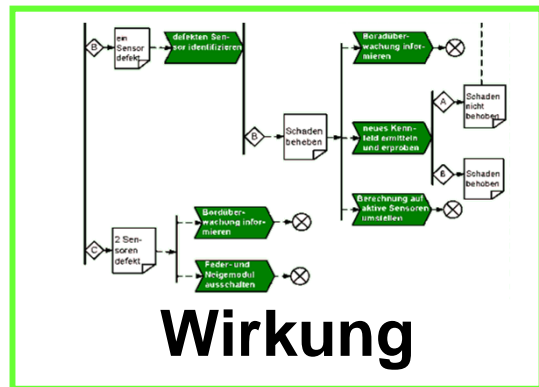 B
ein
Sensor
defekt
defekten Sen-
sor identifizieren
B
Schaden
beheben
Boradüber-
wachung infor-
mieren
neues Kenn-
feld ermitteln
und erproben
A
Schaden
nicht
behoben
B
Schaden
behoben
Berechnung auf
aktive Sensoren
umstellen
C
2 Sen-
soren
defekt
Bordüber-
wachung infor-
mieren
Feder- und
Neigemodul
ausschalten
Wirkung